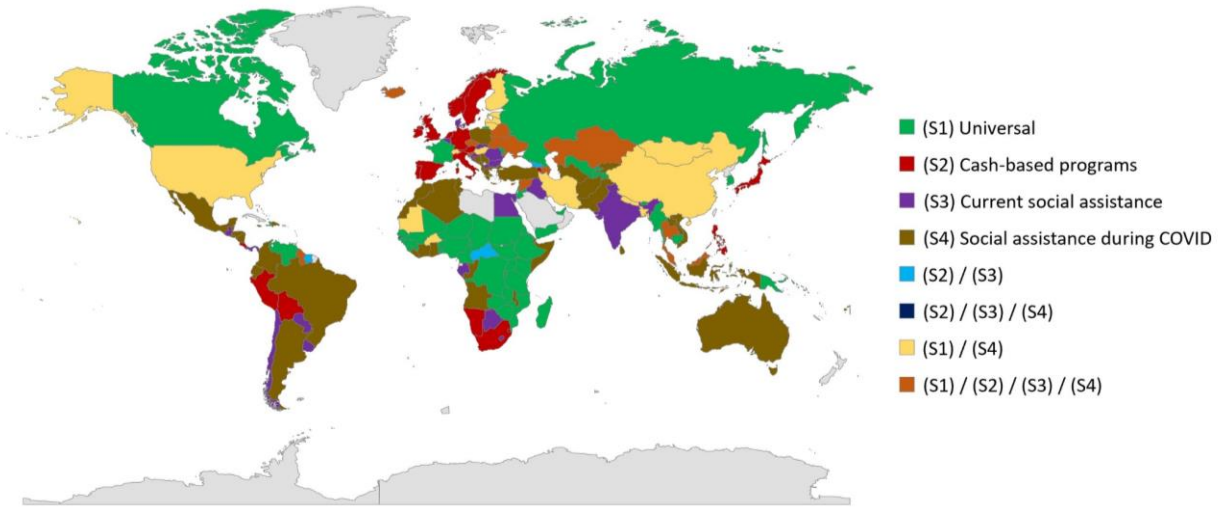 (S1) Universal
(S2) Cash-based programs
(S3) Current social assistance
(S4) Social assistance during COVID
(S2) / (S3)
(S2) / (S3) / (S4)
(S1) / (S4)
(S1) / (S2) / (S3) / (S4)